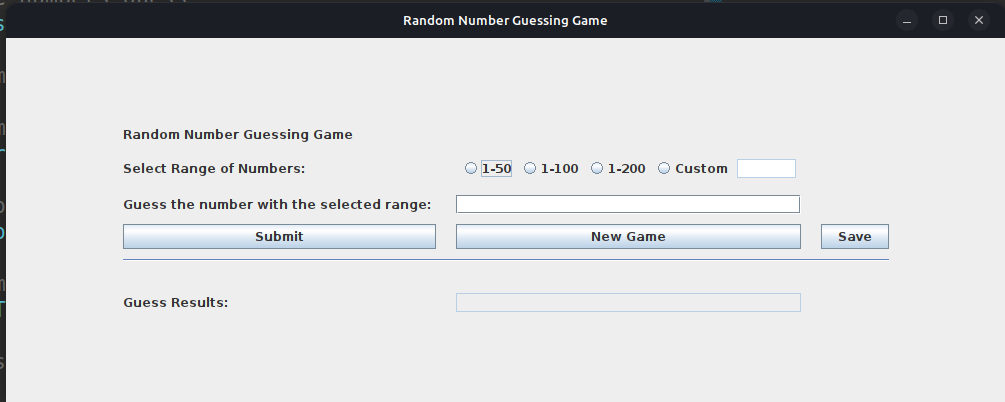 Random Number Guessing Game
Random Number Guessing Game
Select Range of Numbers: 1-50 1-100 1-200 Custom
Guess the number with the selected range:
Submit New Game Save
Guess Results: